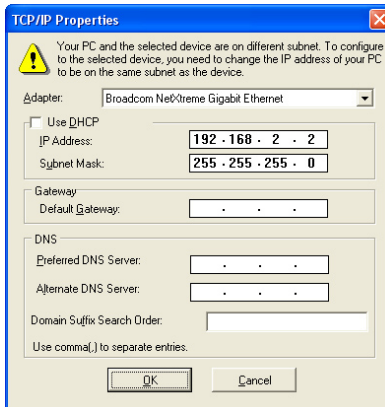 TCP/IP Properties
Your PC and the selected device are on different subnet. To configure
to the selected device, you need to change the IP address of your PC
to be on the same subnet as the device.
Adapter: Broadcom NetXtreme Gigabit Ethernet
Use DHCP
IP Address: 192 . 168 . 2 . 2
Subnet Mask: 255 . 255 . 255 . 0
Gateway
Default Gateway: . . .
DNS
Preferred DNS Server: . . .
Alternate DNS Server: . . .
Domain Suffix Search Order:
Use comma(,) to separate entries.
OK Cancel